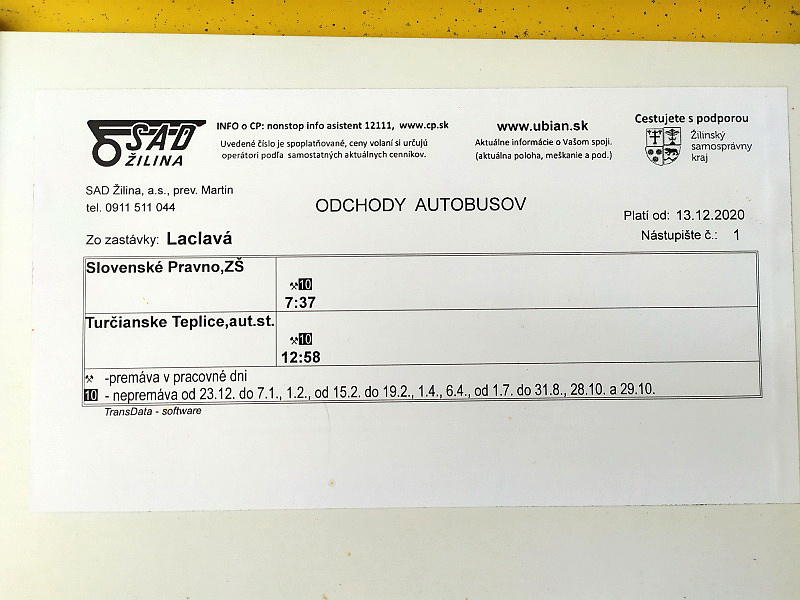 SAD
ŽILINA
INFO o CP: nonstop info asistent 12111, www.cp.sk
Uvedené číslo je spoplatňované, ceny volaní si určujú
operátori podľa samostatných aktuálnych cenníkov.
www.ubian.sk
Aktuálne informácie o Vašom spoji.
(aktuálna poloha, meškanie a pod.)
Cestujete s podporou
Žilinský
samosprávny
kraj
SAD Žilina, a.s., prev. Martin
tel. 0911 511 044
ODCHODY AUTOBUSOV
Platí od: 13.12.2020
Zo zastávky: Laclavá
Nástupište č.: 1
Slovenské Pravno,ZŠ
⚒10
7:37
Turčianske Teplice,aut.st.
⚒10
12:58
⚒ -premáva v pracovné dni
10 - nepremáva od 23.12. do 7.1., 1.2., od 15.2. do 19.2., 1.4., 6.4., od 1.7. do 31.8., 28.10. a 29.10.
TransData - software